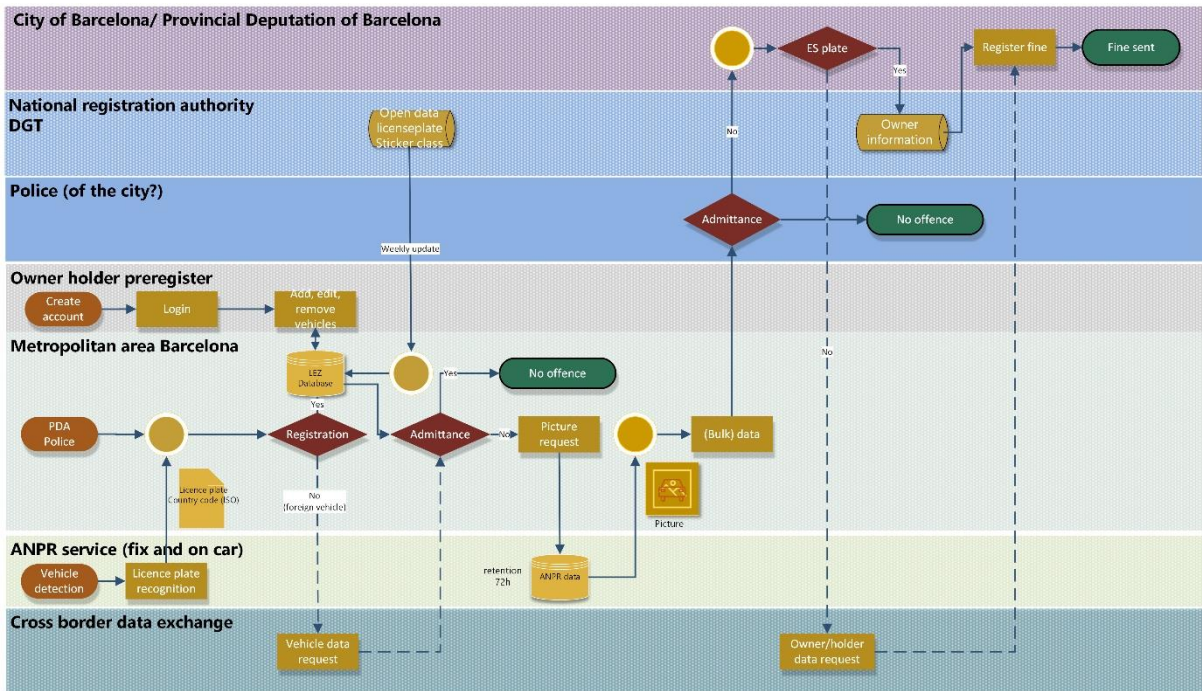 City of Barcelona/ Provincial Deputation of Barcelona
ES plate
Register fine
Fine sent
Yes
National registration authority
DGT
Open data
licenseplate
Sticker class
No
Owner
information
Police (of the city?)
Admittance
No offence
Weekly update
Owner holder preregister
Create
account
Login
Add, edit,
remove
vehicles
No
Metropolitan area Barcelona
LEZ
Database
Yes
No offence
Yes
PDA
Police
Registration
Admittance
No
Picture
request
(Bulk) data
Licence plate
Country code (ISO)
No
(foreign vehicle)
Picture
ANPR service (fix and on car)
Vehicle
detection
Licence plate
recognition
retention
72h
ANPR data
Cross border data exchange
Vehicle data
request
Owner/holder
data request